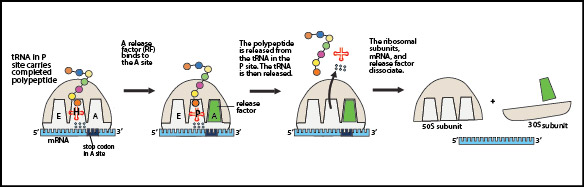 tRNA in P
site carries
completed
polypeptide
E
H
A
5'
3'
mRNA
stop codon
in A site
A release
factor (RF)
binds to
the A site
E
P
A
release
factor
5'
3'
The polypeptide
is released from
the tRNA in the
P site. The tRNA
is then released.
5'
3'
The ribosomal
subunits,
mRNA, and
release factor
dissociate.
50S subunit
+
30S subunit